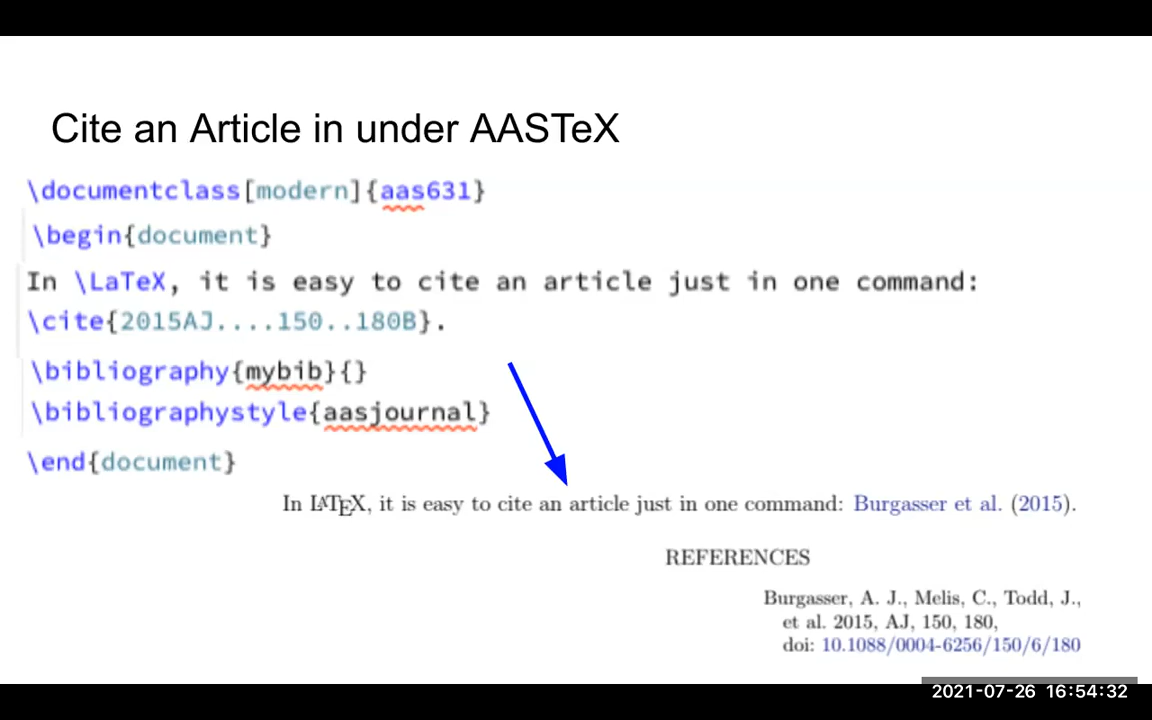 Cite an Article in under AASTeX
\documentclass[modern]{aas631}
\begin{document}
In \LaTeX, it is easy to cite an article just in one command:
\cite{2015AJ....150..180B}.
\bibliography{mybib}{}
\bibliographystyle{aasjournal}
\end{document}
In LATEX, it is easy to cite an article just in one command: Burgasser et al. (2015).
REFERENCES
Burgasser, A. J., Melis, C., Todd, J.,
et al. 2015, AJ, 150, 180,
doi: 10.1088/0004-6256/150/6/180
2021-07-26 16:54:32